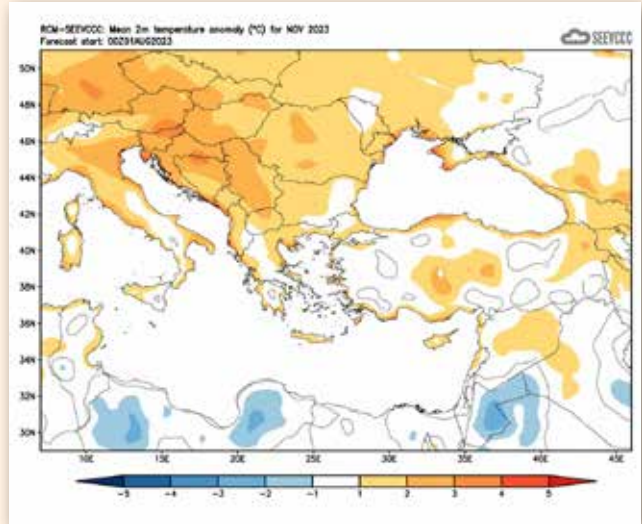 RCM-SEEVCCC: Mean 2m temperature anomaly (°C) for NOV 2023
Forecast start: 00Z01AUG2023
SEEVCCC
50N
48N
46N
44N
42N
40N
38N
36N
34N
32N
30N
10E 15E 20E 25E 30E 35E 40E 45E
-5 -4 -3 -2 -1 1 2 3 4 5